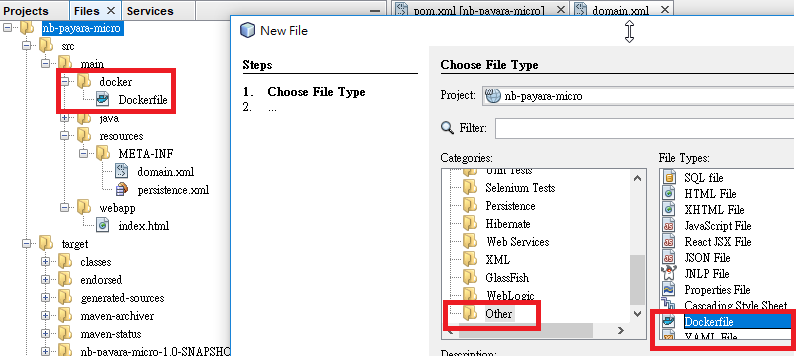 Projects
Files
Services
nb-payara-micro
src
main
docker
Dockerfile
java
resources
META-INF
domain.xml
persistence.xml
webapp
index.html
target
classes
endorsed
generated-sources
maven-archiver
maven-status
nb-payara-micro-1.0-SNAPSHO
pom.xml [nb-payara-micro]
domain.xml
New File
Steps
1. Choose File Type
2. ...
Choose File Type
Project:
nb-payara-micro
Filter:
Categories:
Unit Tests
Selenium Tests
Persistence
Hibernate
Web Services
XML
GlassFish
WebLogic
Other
File Types:
SQL file
HTML File
XHTML File
JavaScript File
React JSX File
JSON File
JNLP File
Properties File
Cascading Style Sheet
Dockerfile
YAML File
Description: